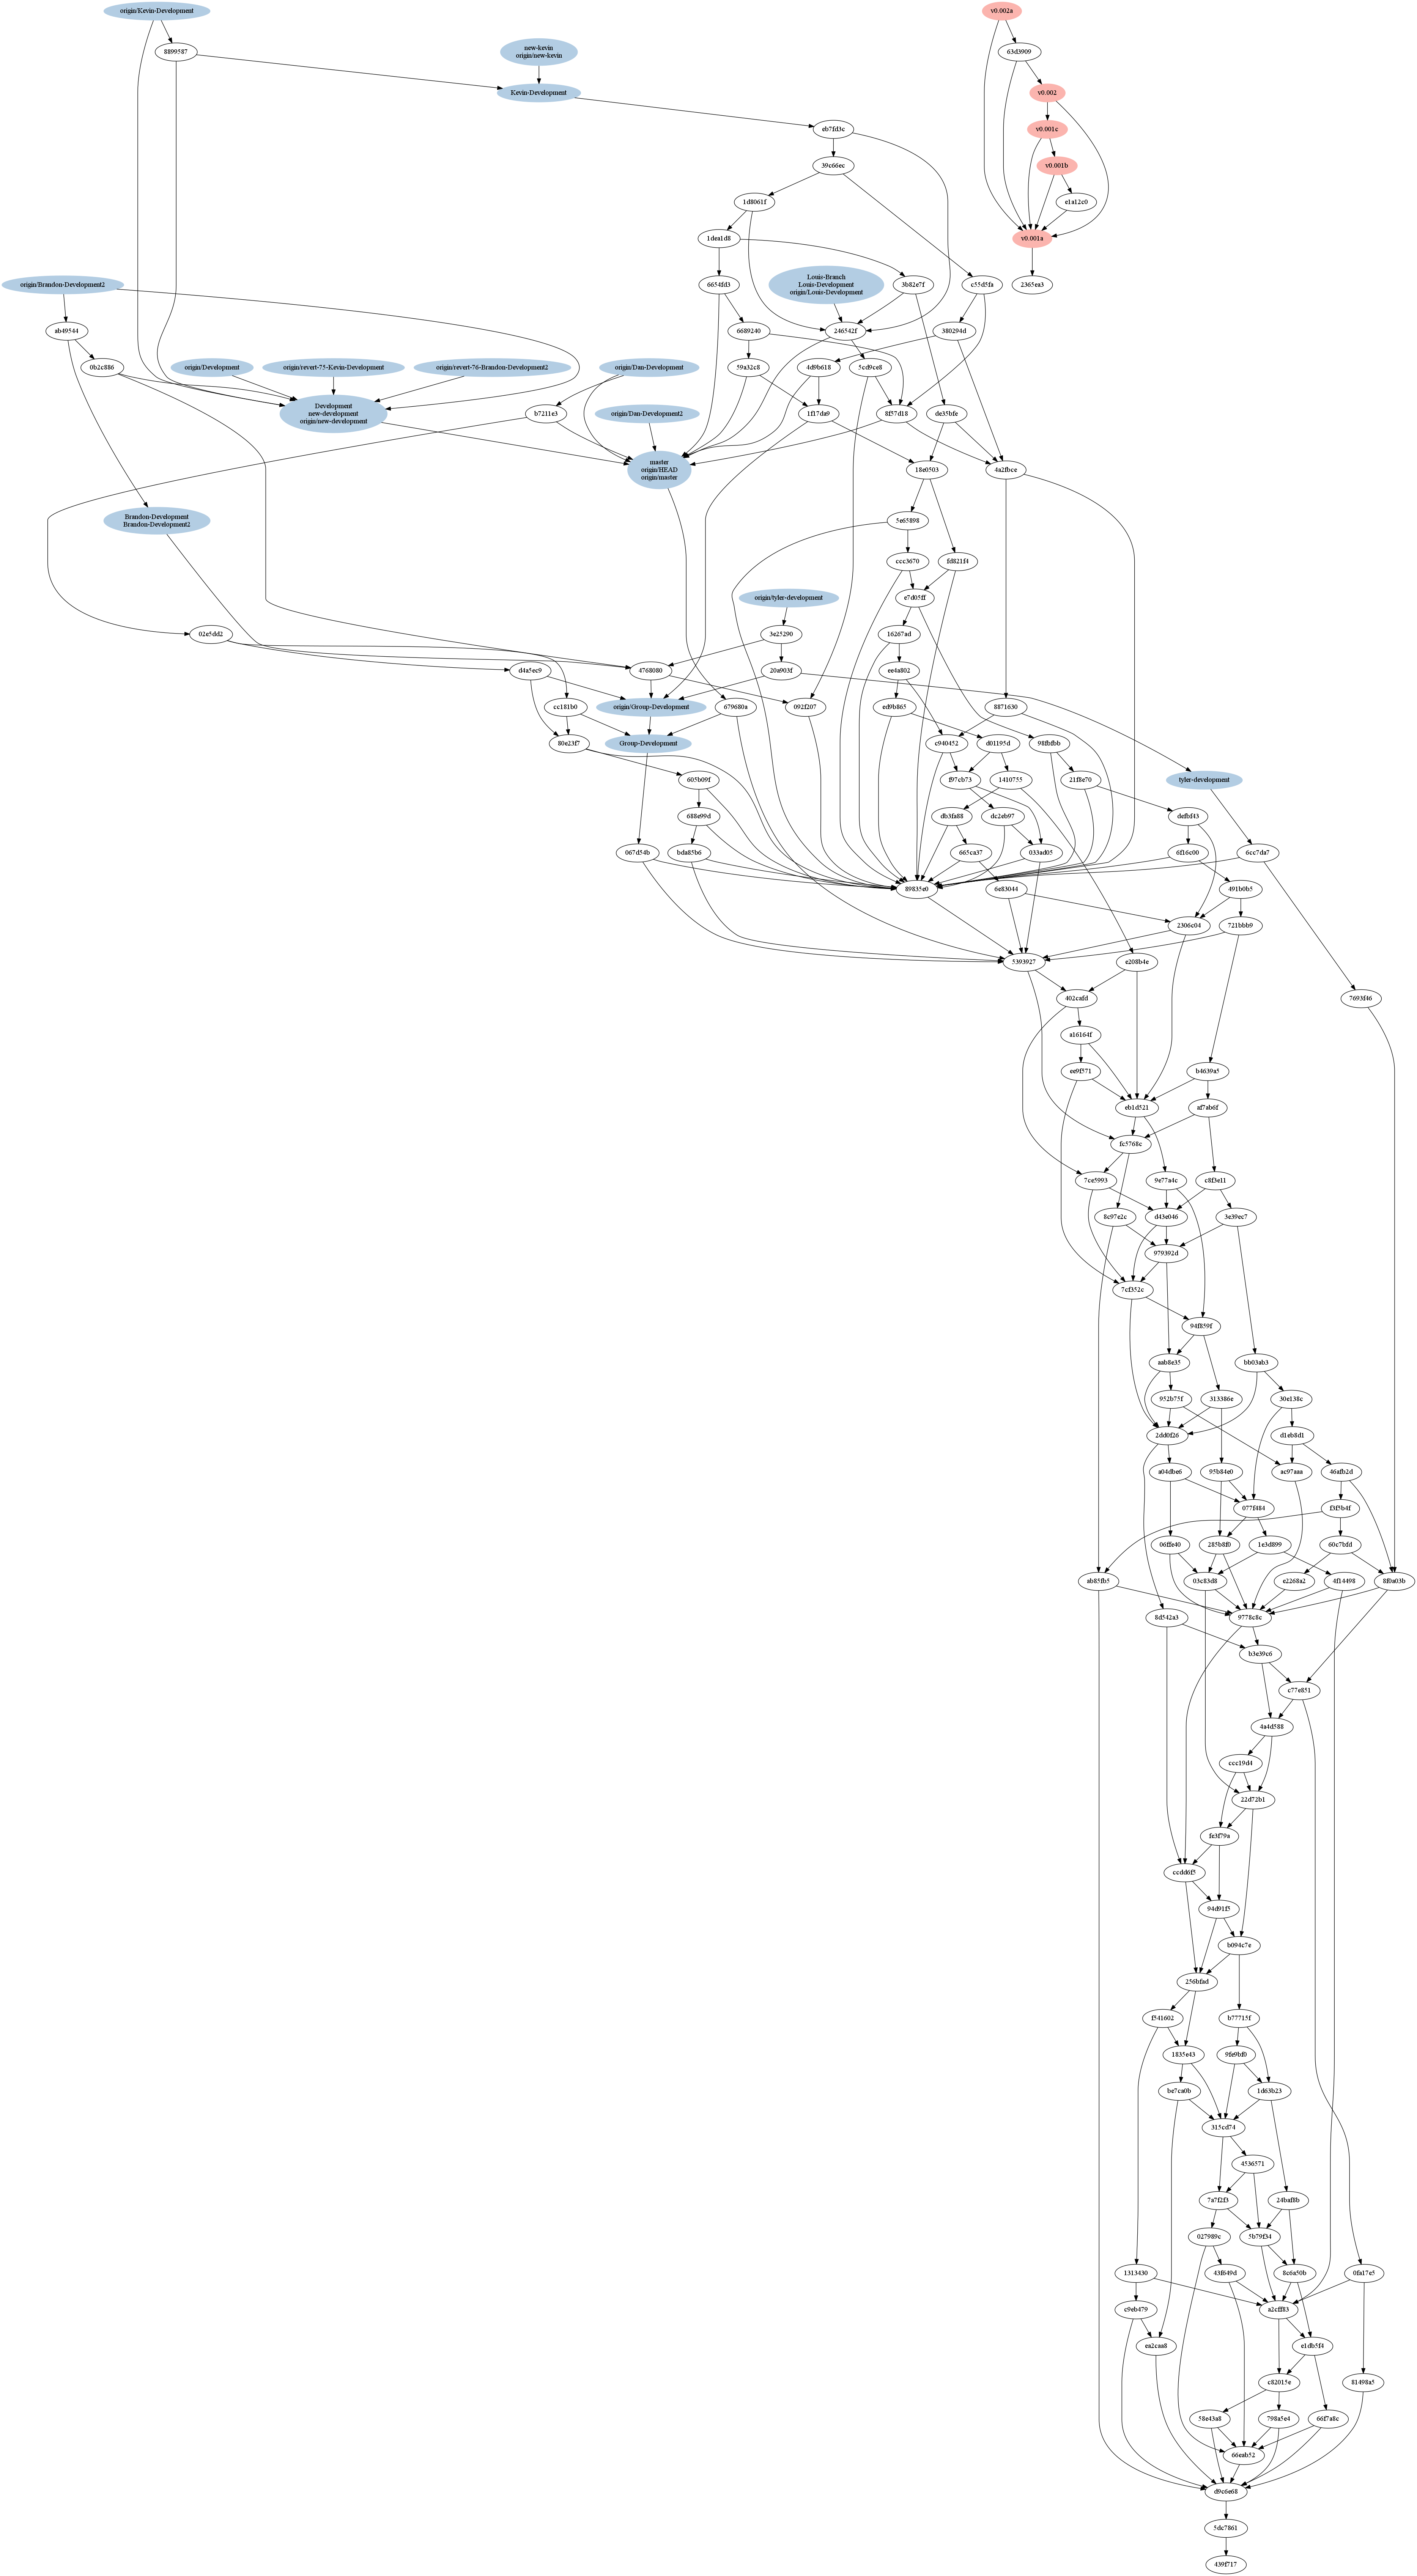 origin/Kevin-Development
v0.002a
8899587
new-kevin
origin/new-kevin
63d3909
Kevin-Development
v0.002
eb7fd3c
v0.001c
39c66ec
v0.001b
1d8061f
e1a12c0
1dea1d8
v0.001a
origin/Brandon-Development2
6654fd3
Louis-Branch
Louis-Development
origin/Louis-Development
3b82e7f
c55d5fa
2365ea3
ab49544
6689240
246542f
380294d
0b2c886
origin/Development
origin/revert-75-Kevin-Development
origin/revert-76-Brandon-Development2
origin/Dan-Development
59a32c8
4d9b618
5cd9ce8
Development
new-development
origin/new-development
b7211e3
origin/Dan-Development2
1f17da9
8f57d18
de35bfe
master
origin/HEAD
origin/master
18e0503
4a2fbce
Brandon-Development
Brandon-Development2
5e65898
ccc3670
fd821f4
origin/tyler-development
e7d05ff
02e5dd2
3e25290
16267ad
d4a5ec9
4768080
20a903f
ee4a802
cc181b0
origin/Group-Development
679680a
092f207
ed9b865
8871630
80e23f7
Group-Development
c940452
d01195d
98fbfbb
605b09f
f97cb73
1410755
21f8e70
tyler-development
688e99d
db3fa88
dc2eb97
defbf43
067d54b
bda85b6
665ca37
033ad05
6f16c00
6cc7da7
89835e0
6e83044
491b0b5
2306c04
721bbb9
5393927
e208b4e
402cafd
7693f46
a16164f
ee9f571
b4639a5
eb1d521
af7ab6f
fc5768c
7ce5993
9e77a4c
c8f3e11
8c97e2c
d43e046
3e39ec7
979392d
7cf352c
94f859f
aab8e35
bb03ab3
952b75f
313386e
30e138c
2dd0f26
d1eb8d1
a04dbe6
95b84e0
ac97aaa
46afb2d
077f484
f3f5b4f
06ffe40
285b8f0
1e3d899
60c7bfd
ab85fb5
03c83d8
e2268a2
4f14498
8f0a03b
8d542a3
9778c8c
b3e39c6
c77e851
4a4d588
ccc19d4
22d72b1
fe3f79a
ccdd6f5
94d91f5
b094c7e
256bfad
f541602
b77715f
1835e43
9fe9bf0
be7ca0b
1d63b23
315cd74
4536571
7a7f2f3
24baf8b
027989c
5b79f34
1313430
43f649d
8c6a50b
0fa17e5
c9eb479
a2cff83
ea2caa8
e1db5f4
c82015e
81498a5
58e43a8
798a5e4
66f7a8c
66eab52
d9c6e68
5dc7861
439f717